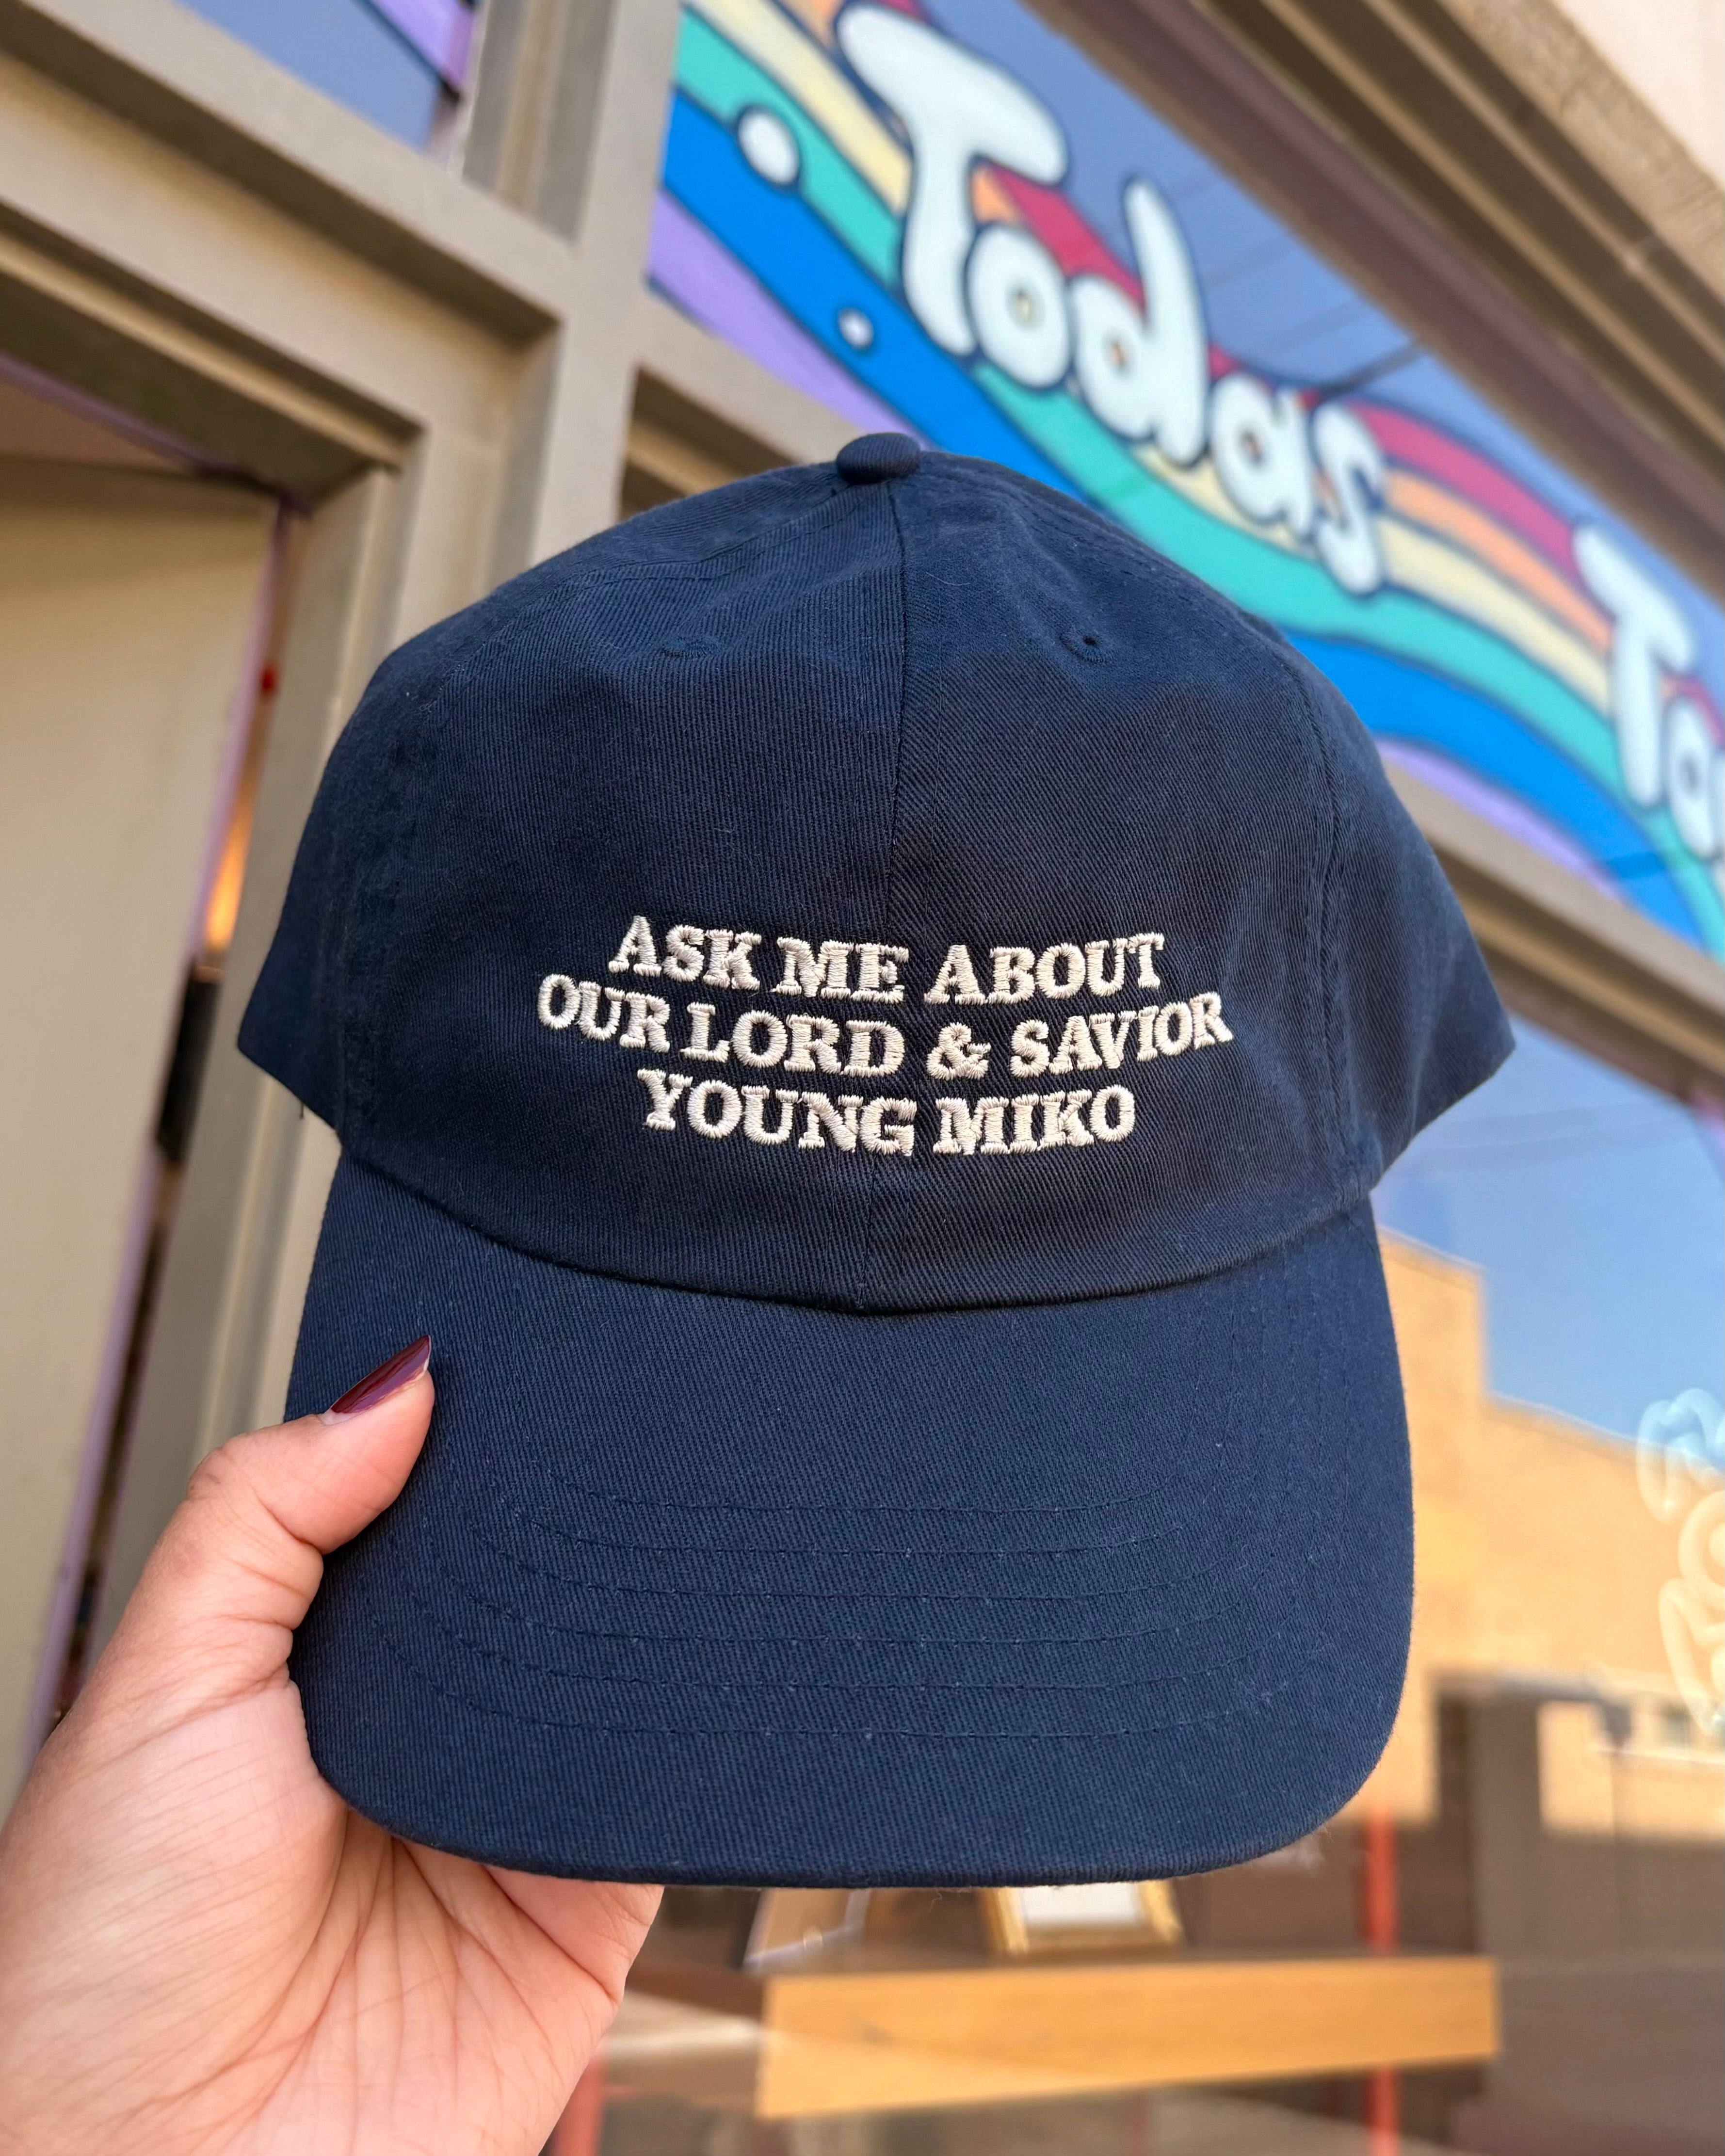 Todas
ASK ME ABOUT
OUR LORD & SAVIOR
YOUNG MIKO